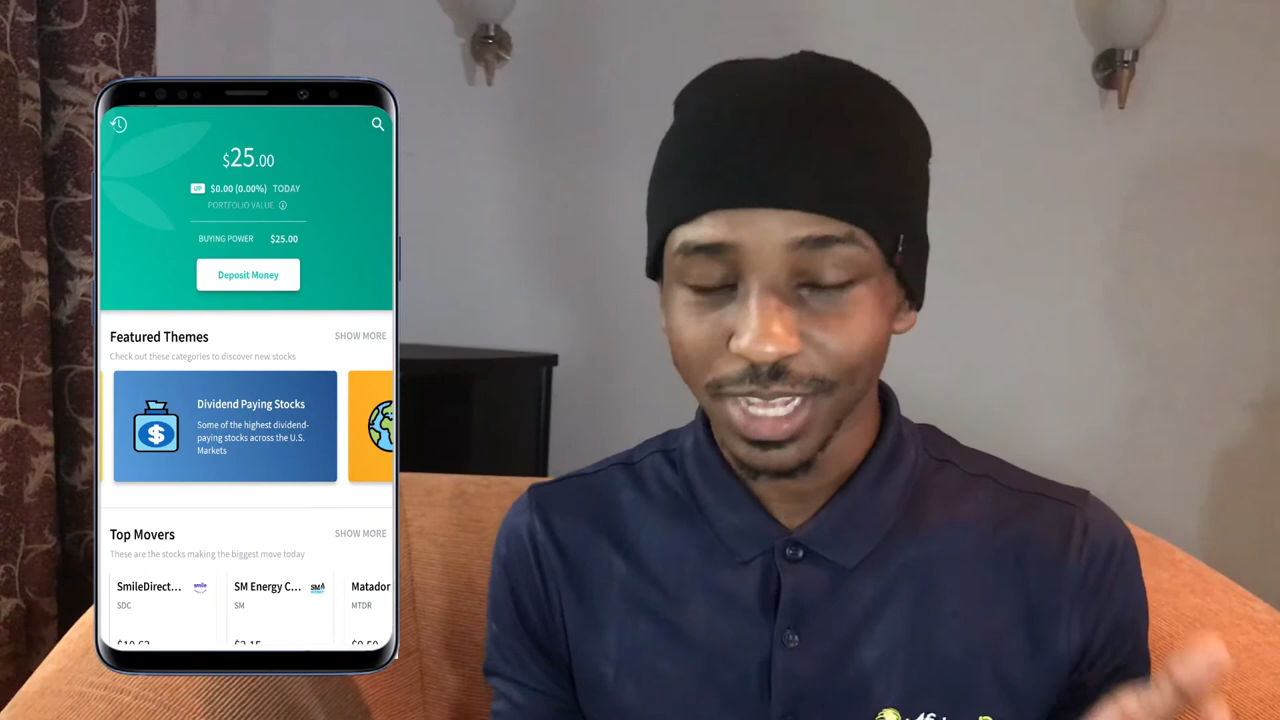 $25.00
UP $0.00 (0.00%) TODAY
PORTFOLIO VALUE
BUYING POWER $25.00
Deposit Money
Featured Themes SHOW MORE
Check out these categories to discover new stocks
Dividend Paying Stocks
Some of the highest dividend-
paying stocks across the U.S.
Markets
Top Movers SHOW MORE
These are the stocks making the biggest move today
SmileDirect... smile SM Energy C... SM Matador
SDC SM MTDR